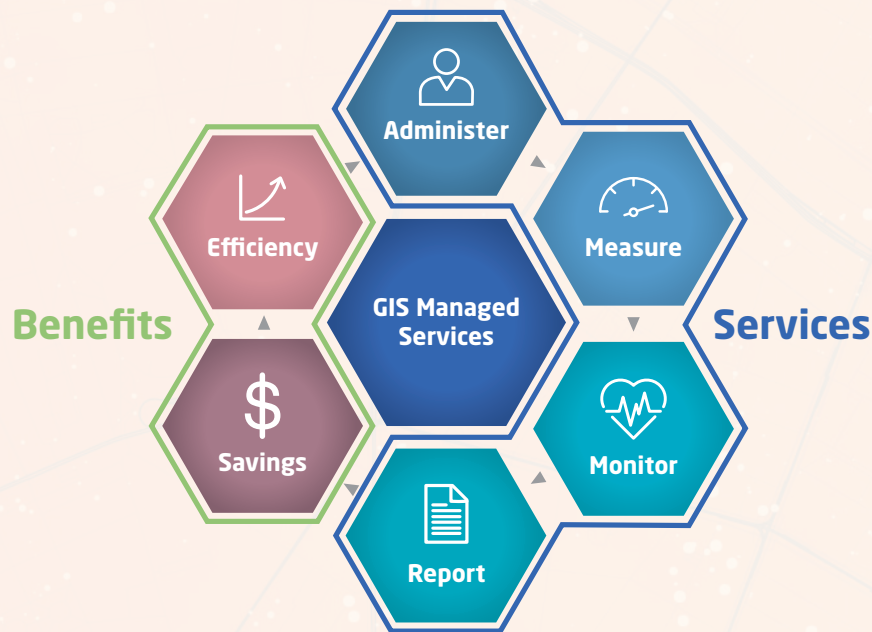 Administer
Efficiency
Measure
GIS Managed
Services
Benefits
Services
Savings
$
Monitor
Report